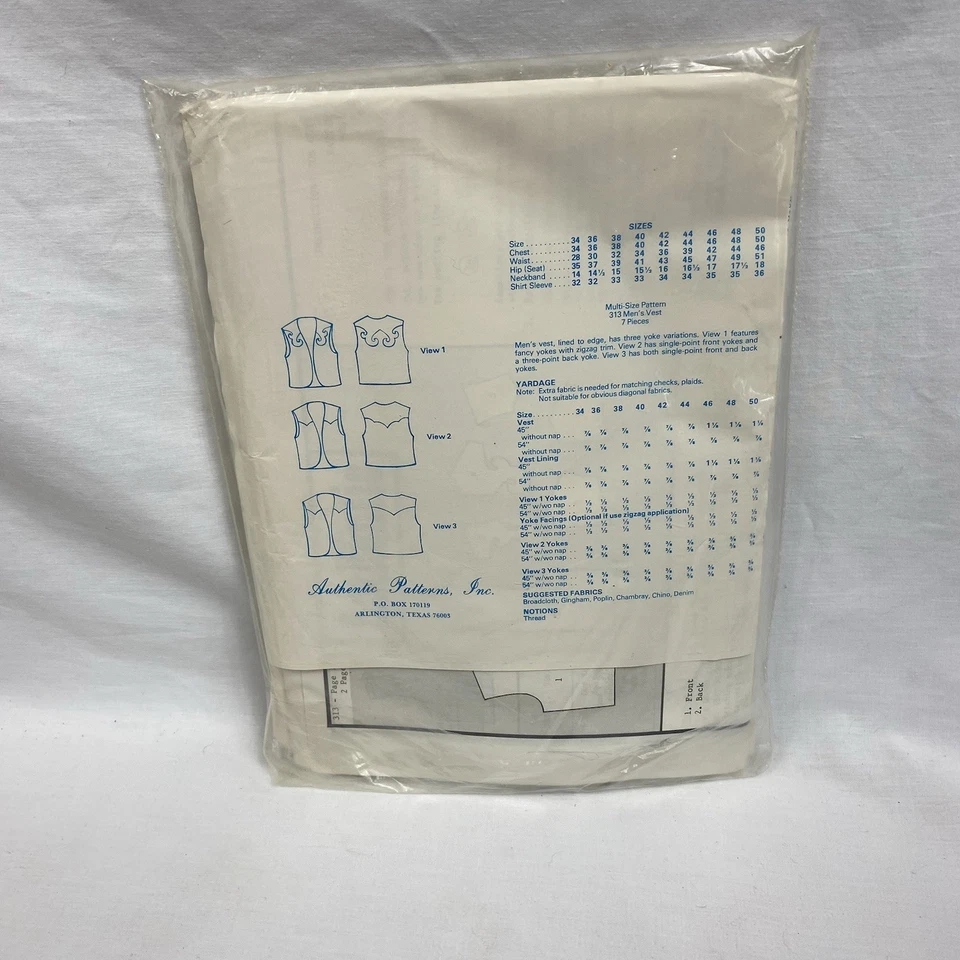 SIZES
Size . . . . . . . . . . 34 36 38 40 42 44 46 48 50
Chest . . . . . . . . . 34 36 38 40 42 44 46 48 50
Waist . . . . . . . . . 28 30 32 34 36 39 42 44 46
Hip (Seat) . . . . . 35 37 39 41 43 45 47 49 51
Neckband . . . . . 14 14½ 15 15½ 16 16½ 17 17½ 18
Shirt Sleeve . . . . 32 32 33 33 34 34 35 35 36
Multi-Size Pattern
313 Men's Vest
7 Pieces
Men's vest, lined to edge, has three yoke variations. View 1 features
fancy yokes with zigzag trim. View 2 has single-point front yokes and
a three-point back yoke. View 3 has both single-point front and back
yokes.
YARDAGE
Note: Extra fabric is needed for matching checks, plaids.
Not suitable for obvious diagonal fabrics.
Size . . . . . . . . . . 34 36 38 40 42 44 46 48 50
Vest
45"
without nap . . .
54"
without nap . . .
Vest Lining
45"
without nap . . .
54"
without nap . . .
View 1 Yokes
45" w/wo nap . .
54" w/wo nap . .
Yoke Facings (Optional if use zigzag application)
45" w/wo nap . .
54" w/wo nap . .
View 2 Yokes
45" w/wo nap . .
54" w/wo nap . .
View 3 Yokes
45" w/wo nap . .
54" w/wo nap . .
SUGGESTED FABRICS
Broadcloth, Gingham, Poplin, Chambray, Chino, Denim
NOTIONS
Thread
View 1
View 2
View 3
Authentic Patterns, Inc.
P.O. BOX 170119
ARLINGTON, TEXAS 76003
313 - Page
2 Pag
1
1. Front
2. Back